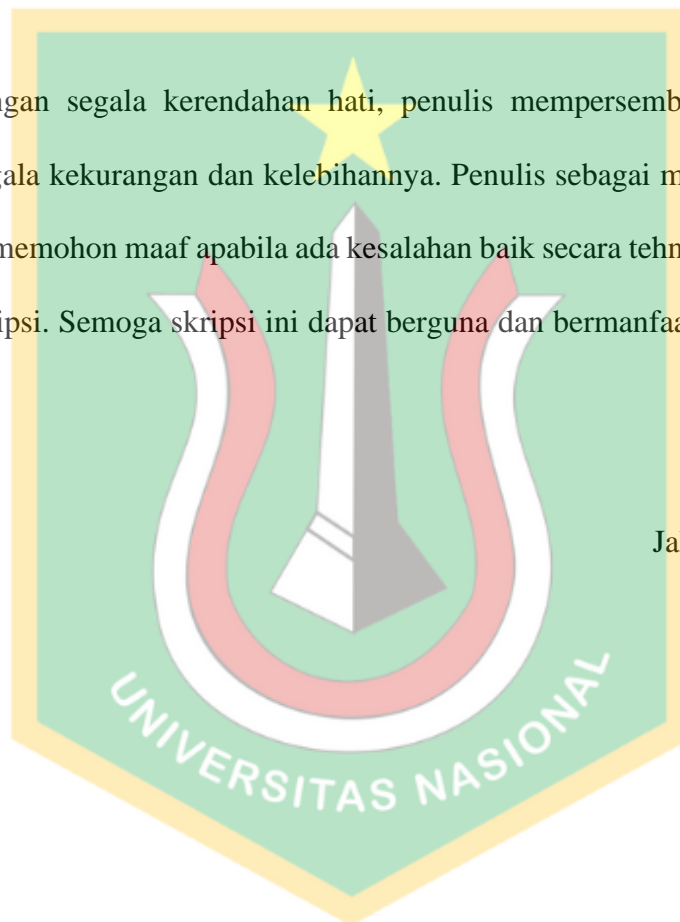 ngan segala kerendahan hati, penulis mempersemb
gala kekurangan dan kelebihannya. Penulis sebagai m
memohon maaf apabila ada kesalahan baik secara tehn
ipsi. Semoga skripsi ini dapat berguna dan bermanfaa
Ja
UNIVERSITAS NASIONAL